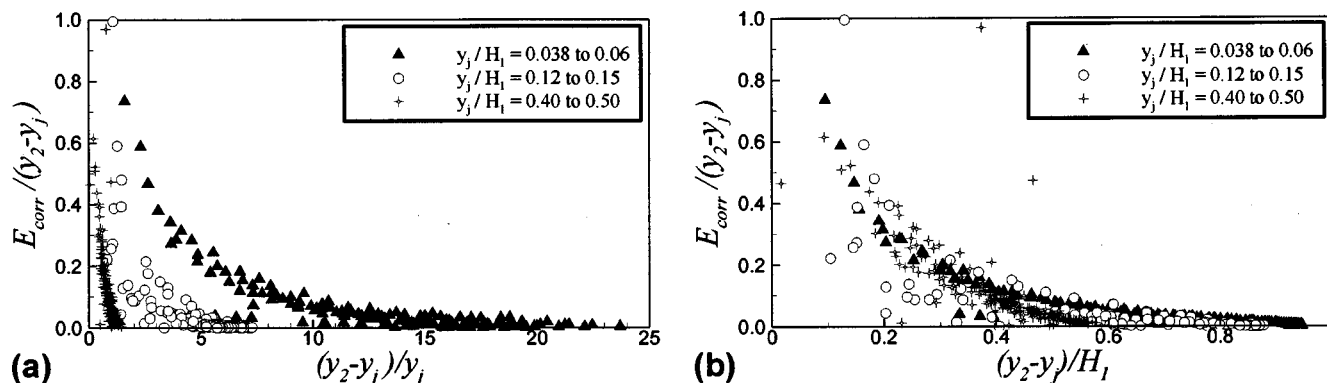 1.0
0.8
0.6
0.4
0.2
0.0
E_corr/(y_2-y_j)
▲ y_j / H_1 = 0.038 to 0.06
○ y_j / H_1 = 0.12 to 0.15
+ y_j / H_1 = 0.40 to 0.50
0 5 10 15 20 25
(a) (y_2-y_j)/y_j
1.0
0.8
0.6
0.4
0.2
0.0
E_corr/(y_2-y_j)
▲ y_j / H_1 = 0.038 to 0.06
○ y_j / H_1 = 0.12 to 0.15
+ y_j / H_1 = 0.40 to 0.50
0 0.2 0.4 0.6 0.8
(b) (y_2-y_j)/H_1